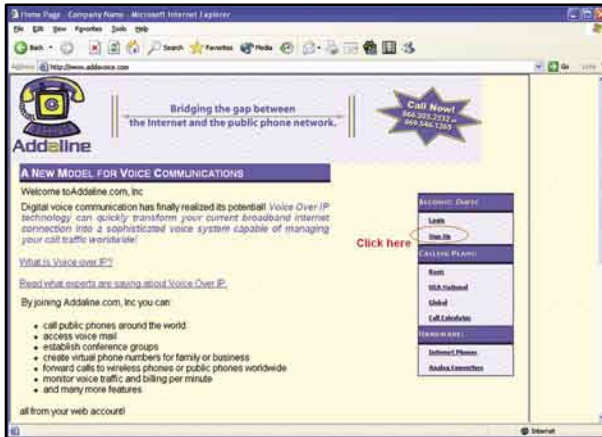 Home Page - Company Name - Microsoft Internet Explorer
File Edit View Favorites Tools Help
Back Search Favorites Media
Address http://www.addavoice.com Go Links
Addaline
Bridging the gap between
the Internet and the public phone network.
Call Now!
A NEW MODEL FOR VOICE COMMUNICATIONS
Welcome toAddaline.com, Inc
Digital voice communication has finally realized its potential! Voice Over IP
technology can quickly transform your current broadband internet
connection into a sophisticated voice system capable of managing
your call traffic worldwide!
What is Voice over IP?
Read what experts are saying about Voice Over IP.
By joining Addaline.com, Inc you can
call public phones around the world
access voice mail
establish conference groups
create virtual phone numbers for family or business
forward calls to wireless phones or public phones worldwide
monitor voice traffic and billing per minute
and many more features
all from your web account!
Click here
Login
Sign Up
CALLING PLANS:
Basic
USA National
Global
Call Calculator
HARDWARE:
Internet Phones
Analog Converters
Internet